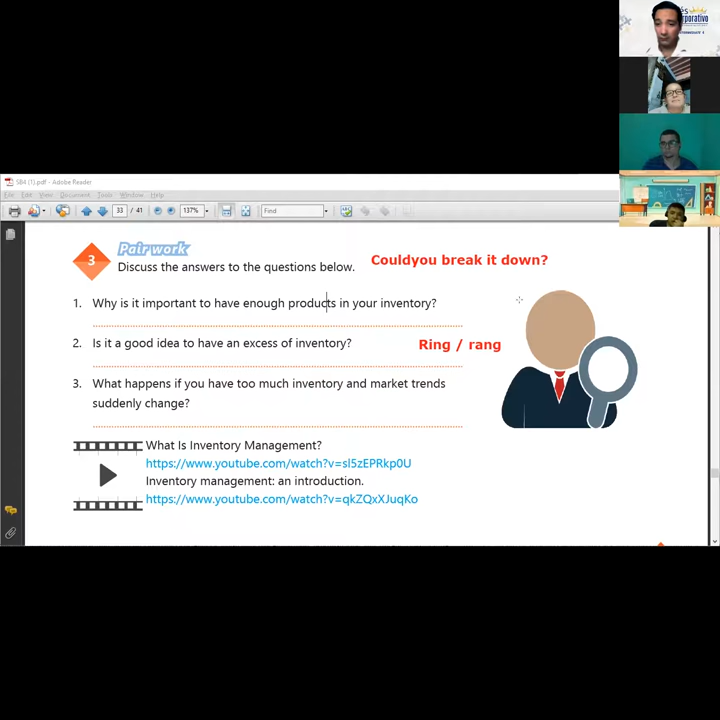 és
rporativo
INTERMEDIATE 4
SB4 (1).pdf - Adobe Reader
File Edit View Document Tools Window Help
33 / 41 137% Find
3
Pair work
Discuss the answers to the questions below.
Couldyou break it down?
1. Why is it important to have enough products in your inventory?
2. Is it a good idea to have an excess of inventory?
Ring / rang
3. What happens if you have too much inventory and market trends
suddenly change?
What Is Inventory Management?
https://www.youtube.com/watch?v=sl5zEPRkp0U
Inventory management: an introduction.
https://www.youtube.com/watch?v=qkZQxXJuqKo